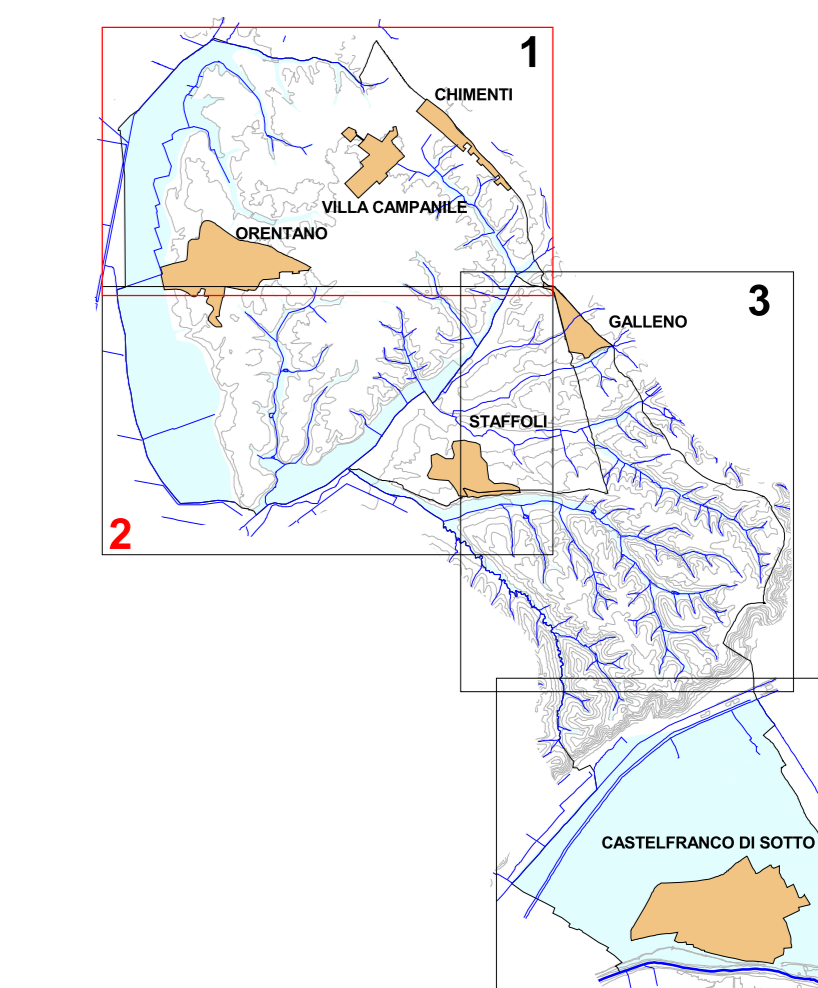 1
CHIMENTI
VILLA CAMPANILE
ORENTANO
3
GALLENO
STAFFOLI
2
CASTELFRANCO DI SOTTO